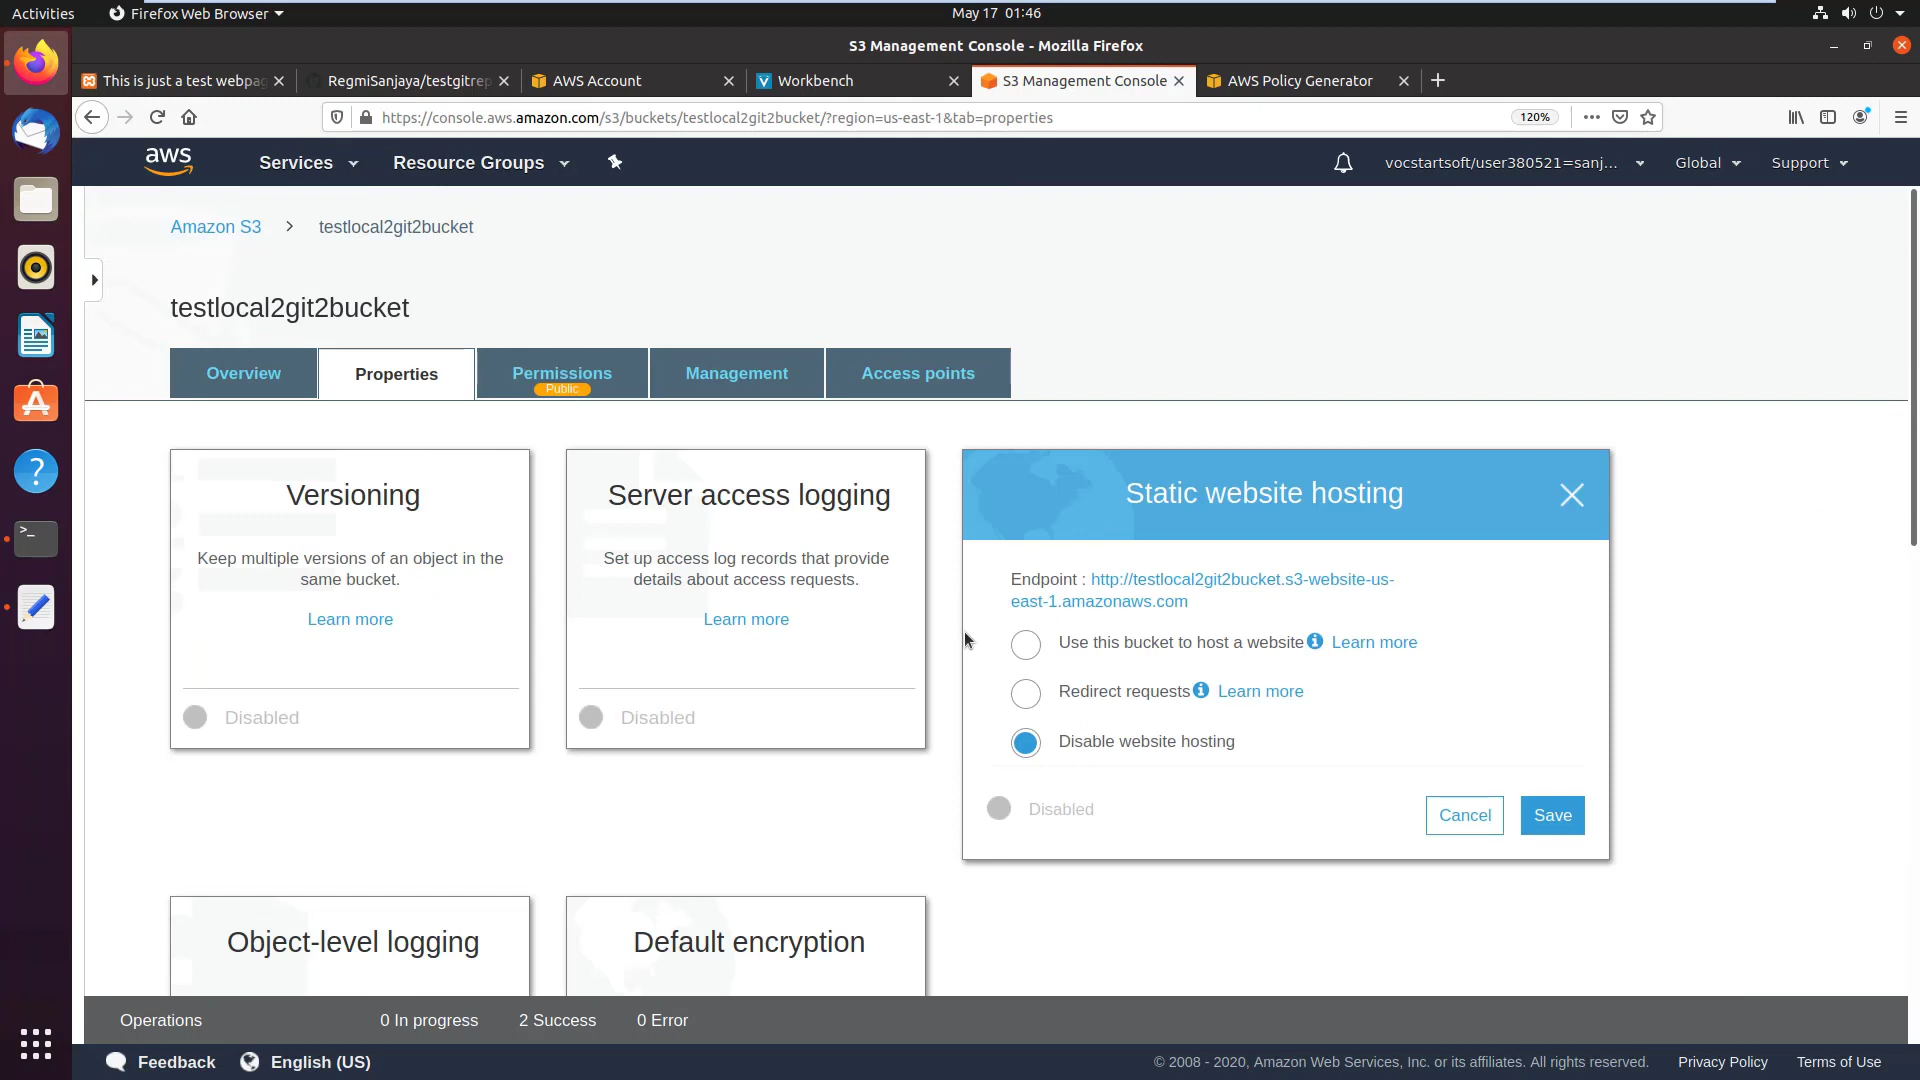 Activities
Firefox Web Browser
May 17 01:46
S3 Management Console - Mozilla Firefox
This is just a test webpag
RegmiSanjaya/testgitrep
AWS Account
Workbench
S3 Management Console
AWS Policy Generator
https://console.aws.amazon.com/s3/buckets/testlocal2git2bucket/?region=us-east-1&tab=properties
120%
aws
Services
Resource Groups
vocstartsoft/user380521=sanj...
Global
Support
Amazon S3 > testlocal2git2bucket
testlocal2git2bucket
Overview
Properties
Permissions
Public
Management
Access points
Versioning
Keep multiple versions of an object in the
same bucket.
Learn more
Disabled
Server access logging
Set up access log records that provide
details about access requests.
Learn more
Disabled
Static website hosting
Endpoint : http://testlocal2git2bucket.s3-website-us-
east-1.amazonaws.com
Use this bucket to host a website Learn more
Redirect requests Learn more
Disable website hosting
Disabled
Cancel
Save
Object-level logging
Default encryption
Operations
0 In progress
2 Success
0 Error
Feedback
English (US)
© 2008 - 2020, Amazon Web Services, Inc. or its affiliates. All rights reserved.
Privacy Policy
Terms of Use